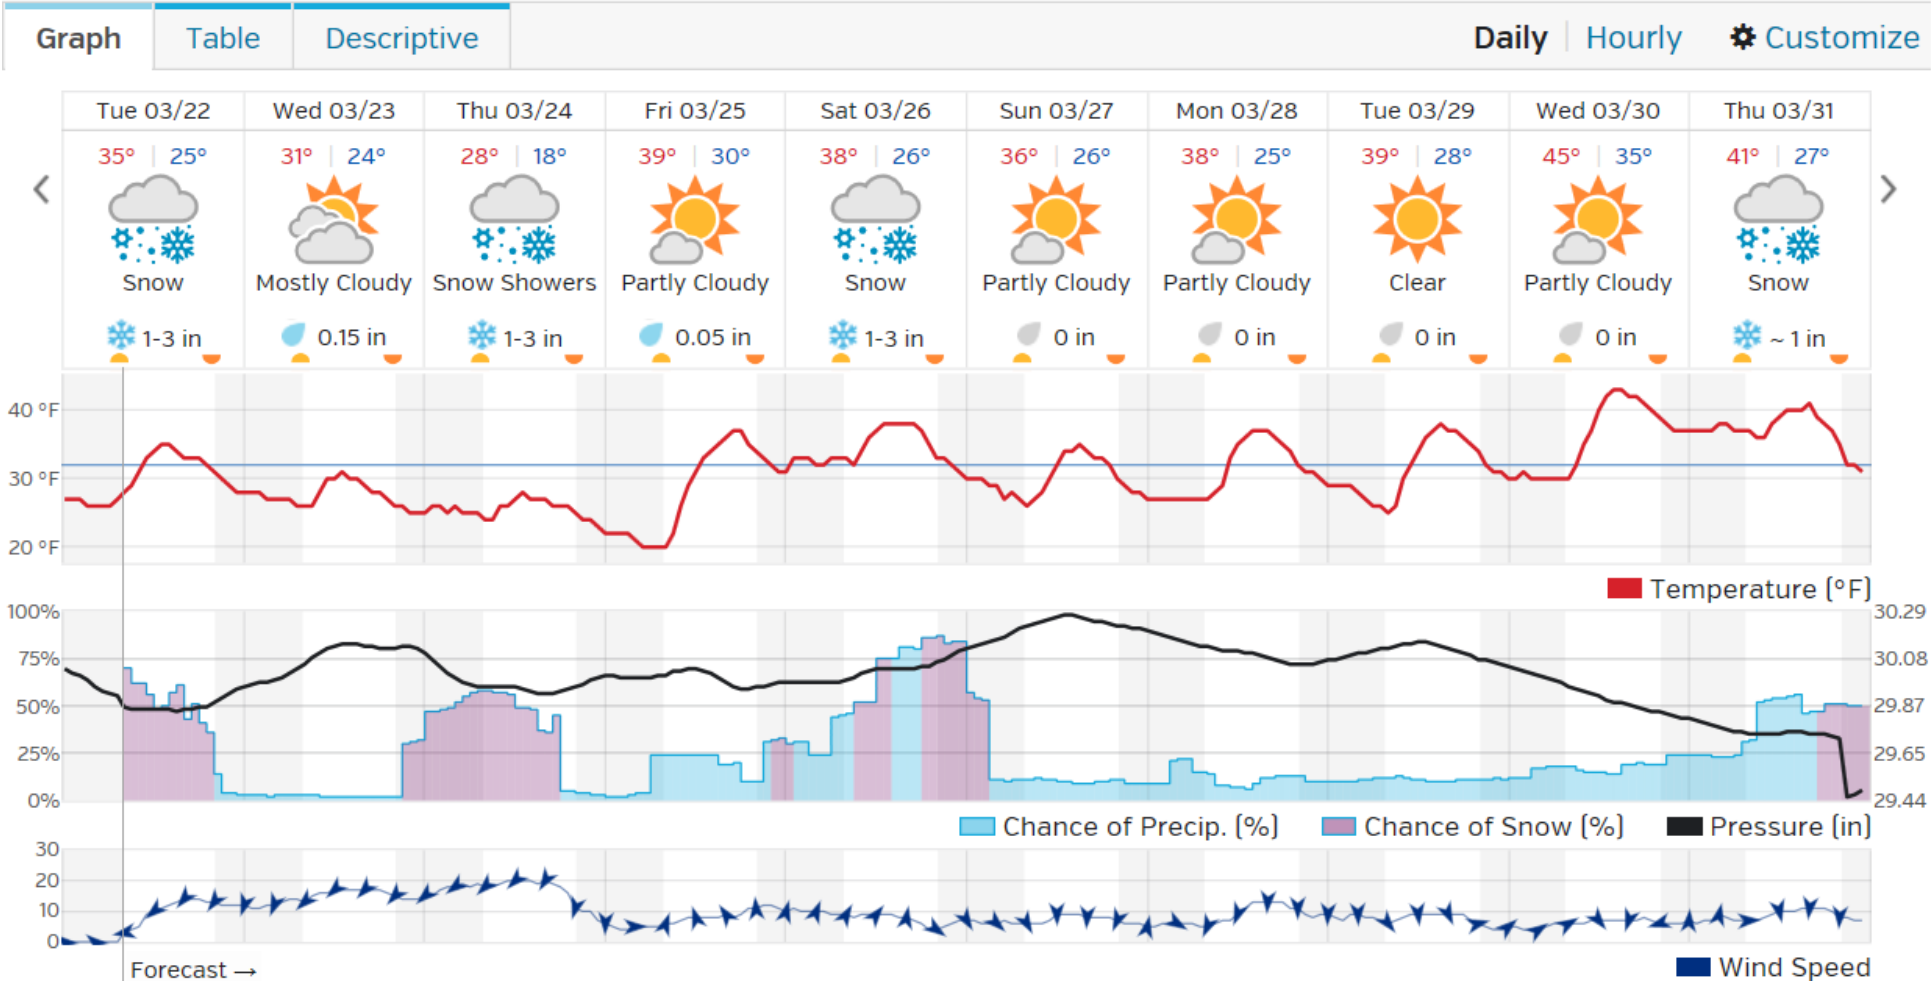 Graph Table Descriptive Daily Hourly Customize
Tue 03/22 Wed 03/23 Thu 03/24 Fri 03/25 Sat 03/26 Sun 03/27 Mon 03/28 Tue 03/29 Wed 03/30 Thu 03/31
35° 25° 31° 24° 28° 18° 39° 30° 38° 26° 36° 26° 38° 25° 39° 28° 45° 35° 41° 27°
Snow Mostly Cloudy Snow Showers Partly Cloudy Snow Partly Cloudy Partly Cloudy Clear Partly Cloudy Snow
1-3 in 0.15 in 1-3 in 0.05 in 1-3 in 0 in 0 in 0 in 0 in ~ 1 in
40 °F
30 °F
20 °F
Temperature (°F)
100% 30.29
75% 30.08
50% 29.87
25% 29.65
0% 29.44
Chance of Precip. (%) Chance of Snow (%) Pressure (in)
30
20
10
0
Forecast →
Wind Speed